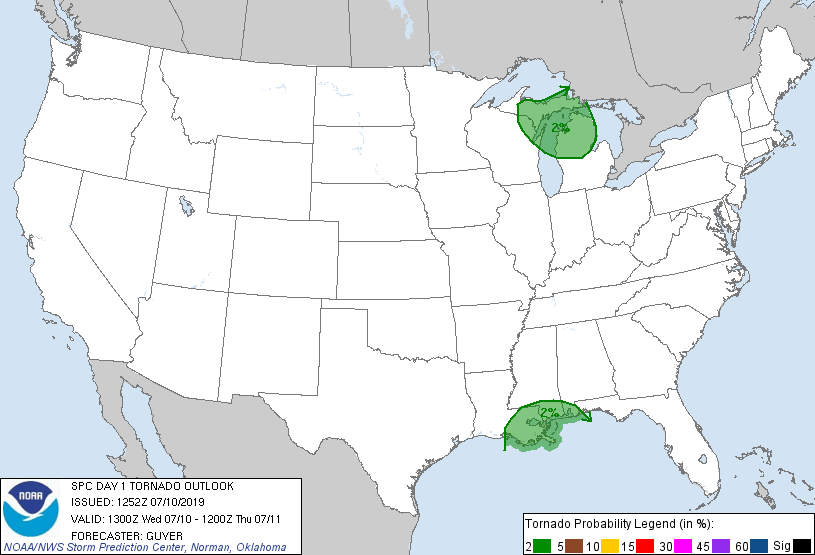 2%
2%
NOAA
SPC DAY 1 TORNADO OUTLOOK
ISSUED: 1252Z 07/10/2019
VALID: 1300Z Wed 07/10 - 1200Z Thu 07/11
FORECASTER: GUYER
NOAA/NWS Storm Prediction Center, Norman, Oklahoma
Tornado Probability Legend (in %):
2 5 10 15 30 45 60 Sig